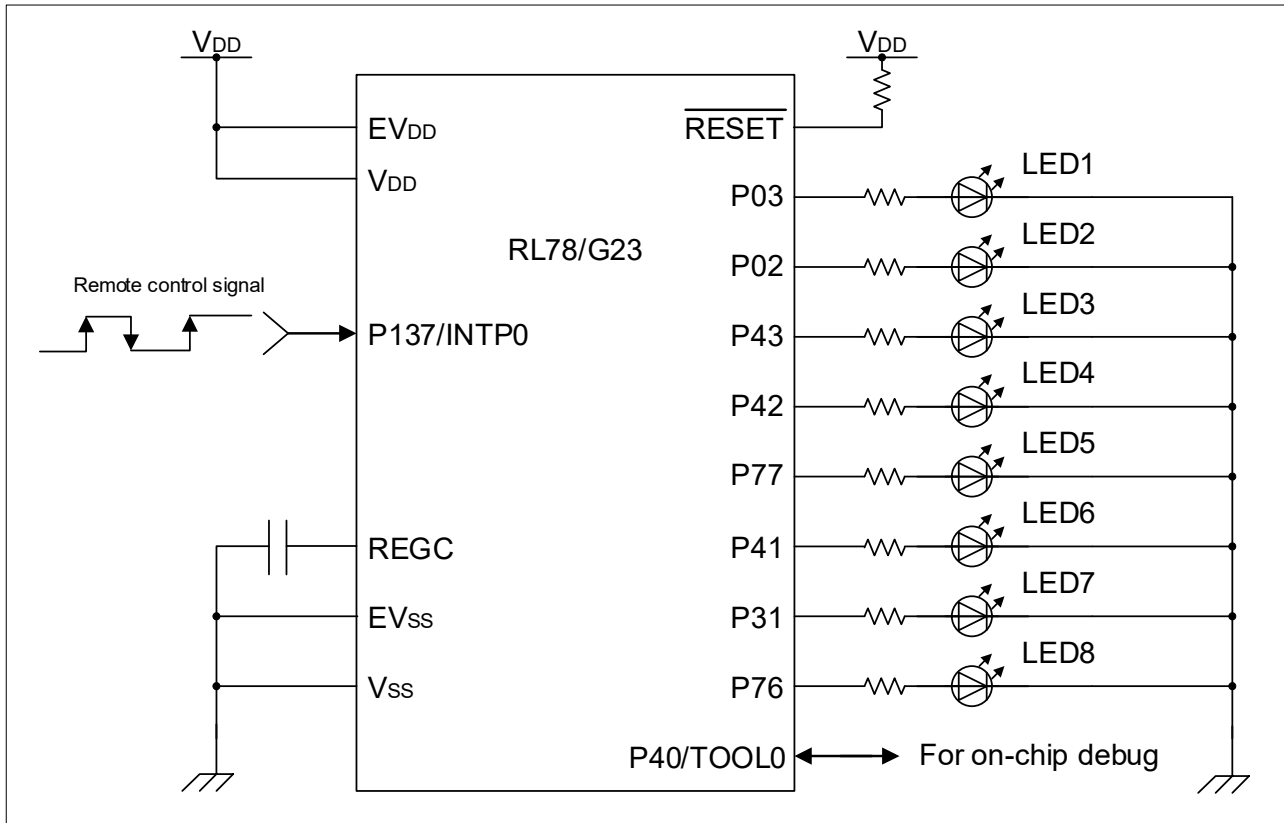 VDD
VDD
EVDD
RESET
VDD
P03
LED1
RL78/G23
P02
LED2
Remote control signal
P137/INTP0
P43
LED3
P42
LED4
P77
LED5
REGC
P41
LED6
EVSS
P31
LED7
VSS
P76
LED8
P40/TOOL0
For on-chip debug